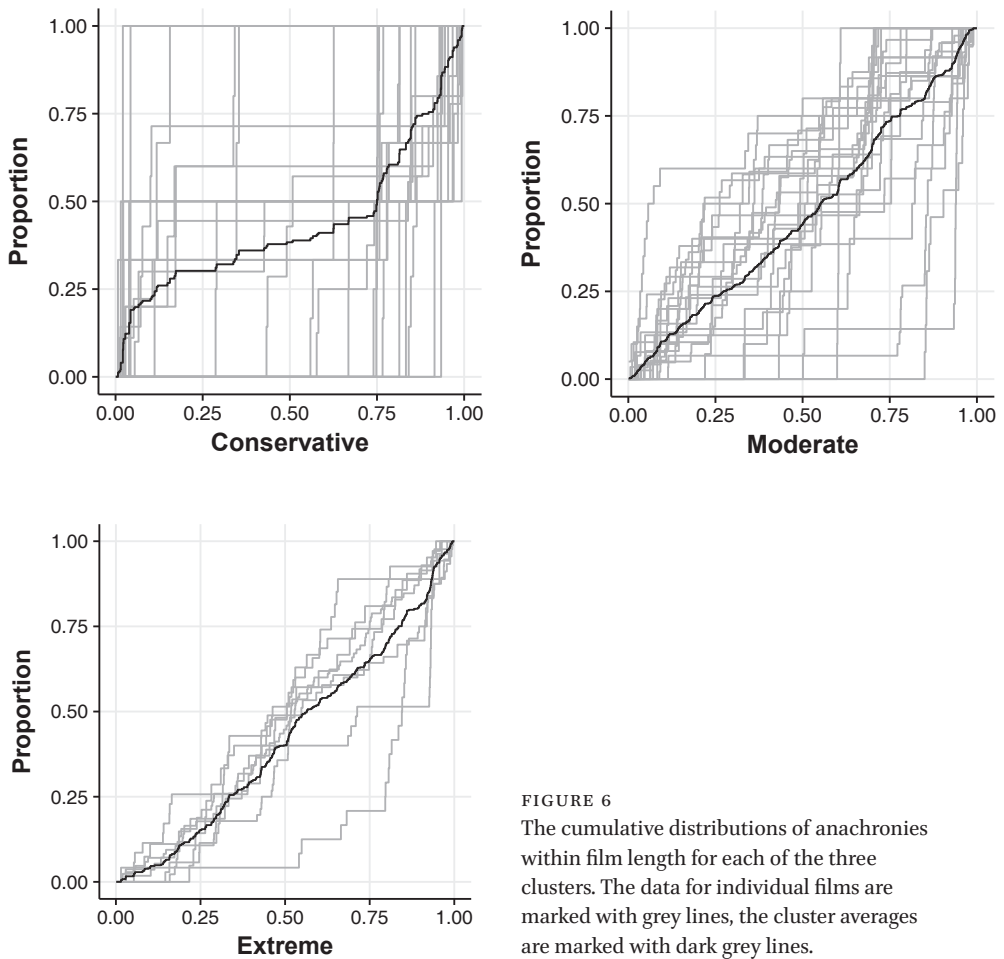 1.00
0.75
0.50
0.25
0.00
Proportion
0.00 0.25 0.50 0.75 1.00
Conservative
1.00
0.75
0.50
0.25
0.00
Proportion
0.00 0.25 0.50 0.75 1.00
Moderate
1.00
0.75
0.50
0.25
0.00
Proportion
0.00 0.25 0.50 0.75 1.00
Extreme
FIGURE 6
The cumulative distributions of anachronies
within film length for each of the three
clusters. The data for individual films are
marked with grey lines, the cluster averages
are marked with dark grey lines.